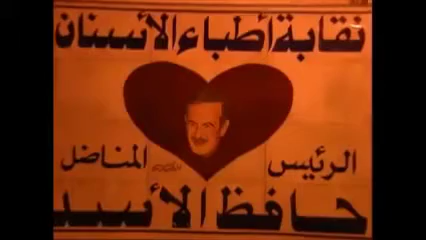 نقابة أطباء الأسنان
الرئيس المناضل
حافظ الأسد